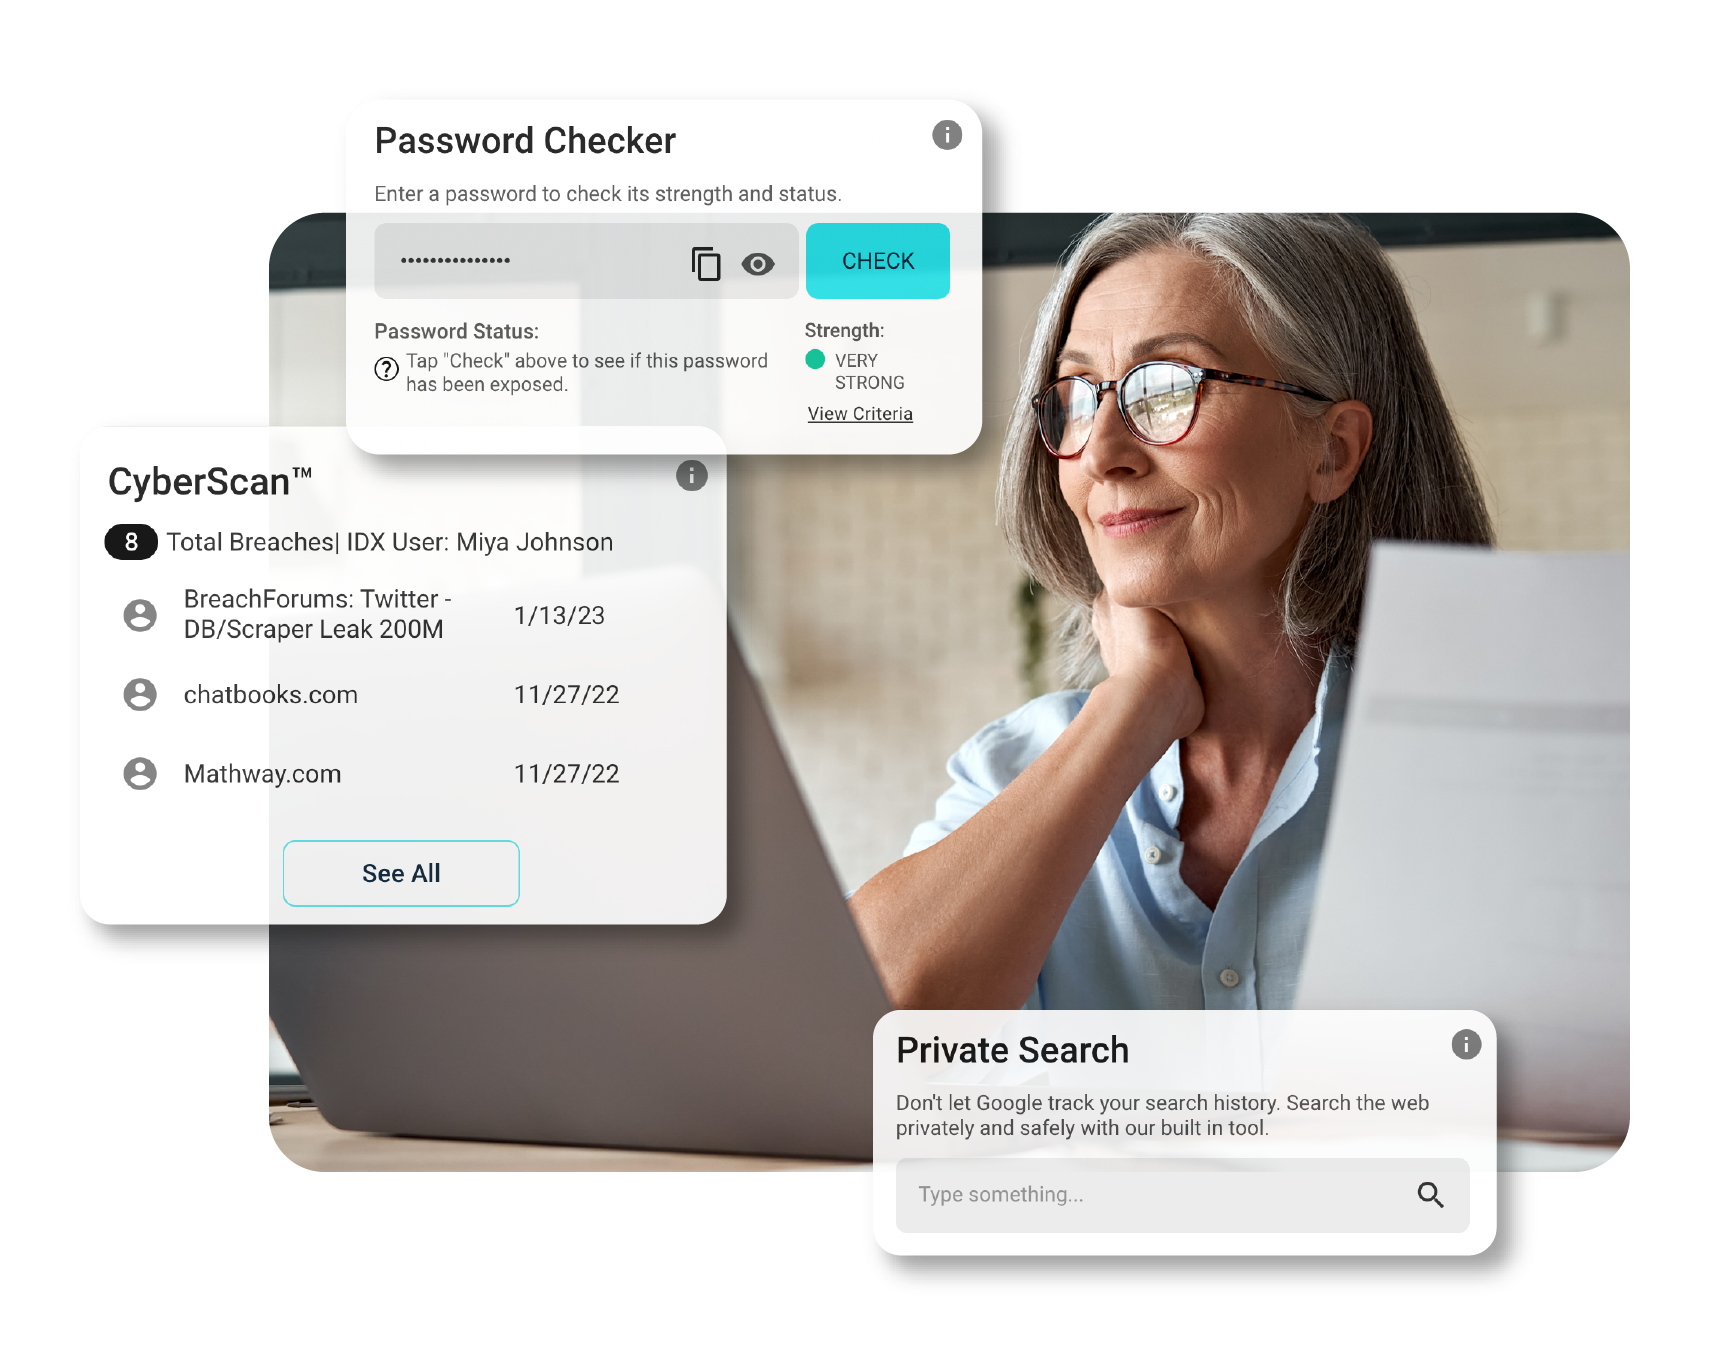 Password Checker
Enter a password to check its strength and status.
•••••••••••••••
CHECK
Password Status:
Tap "Check" above to see if this password
has been exposed.
Strength:
VERY
STRONG
View Criteria
CyberScan™
8 Total Breaches| IDX User: Miya Johnson
BreachForums: Twitter -
DB/Scraper Leak 200M
1/13/23
chatbooks.com 11/27/22
Mathway.com 11/27/22
See All
Private Search
Don't let Google track your search history. Search the web
privately and safely with our built in tool.
Type something...